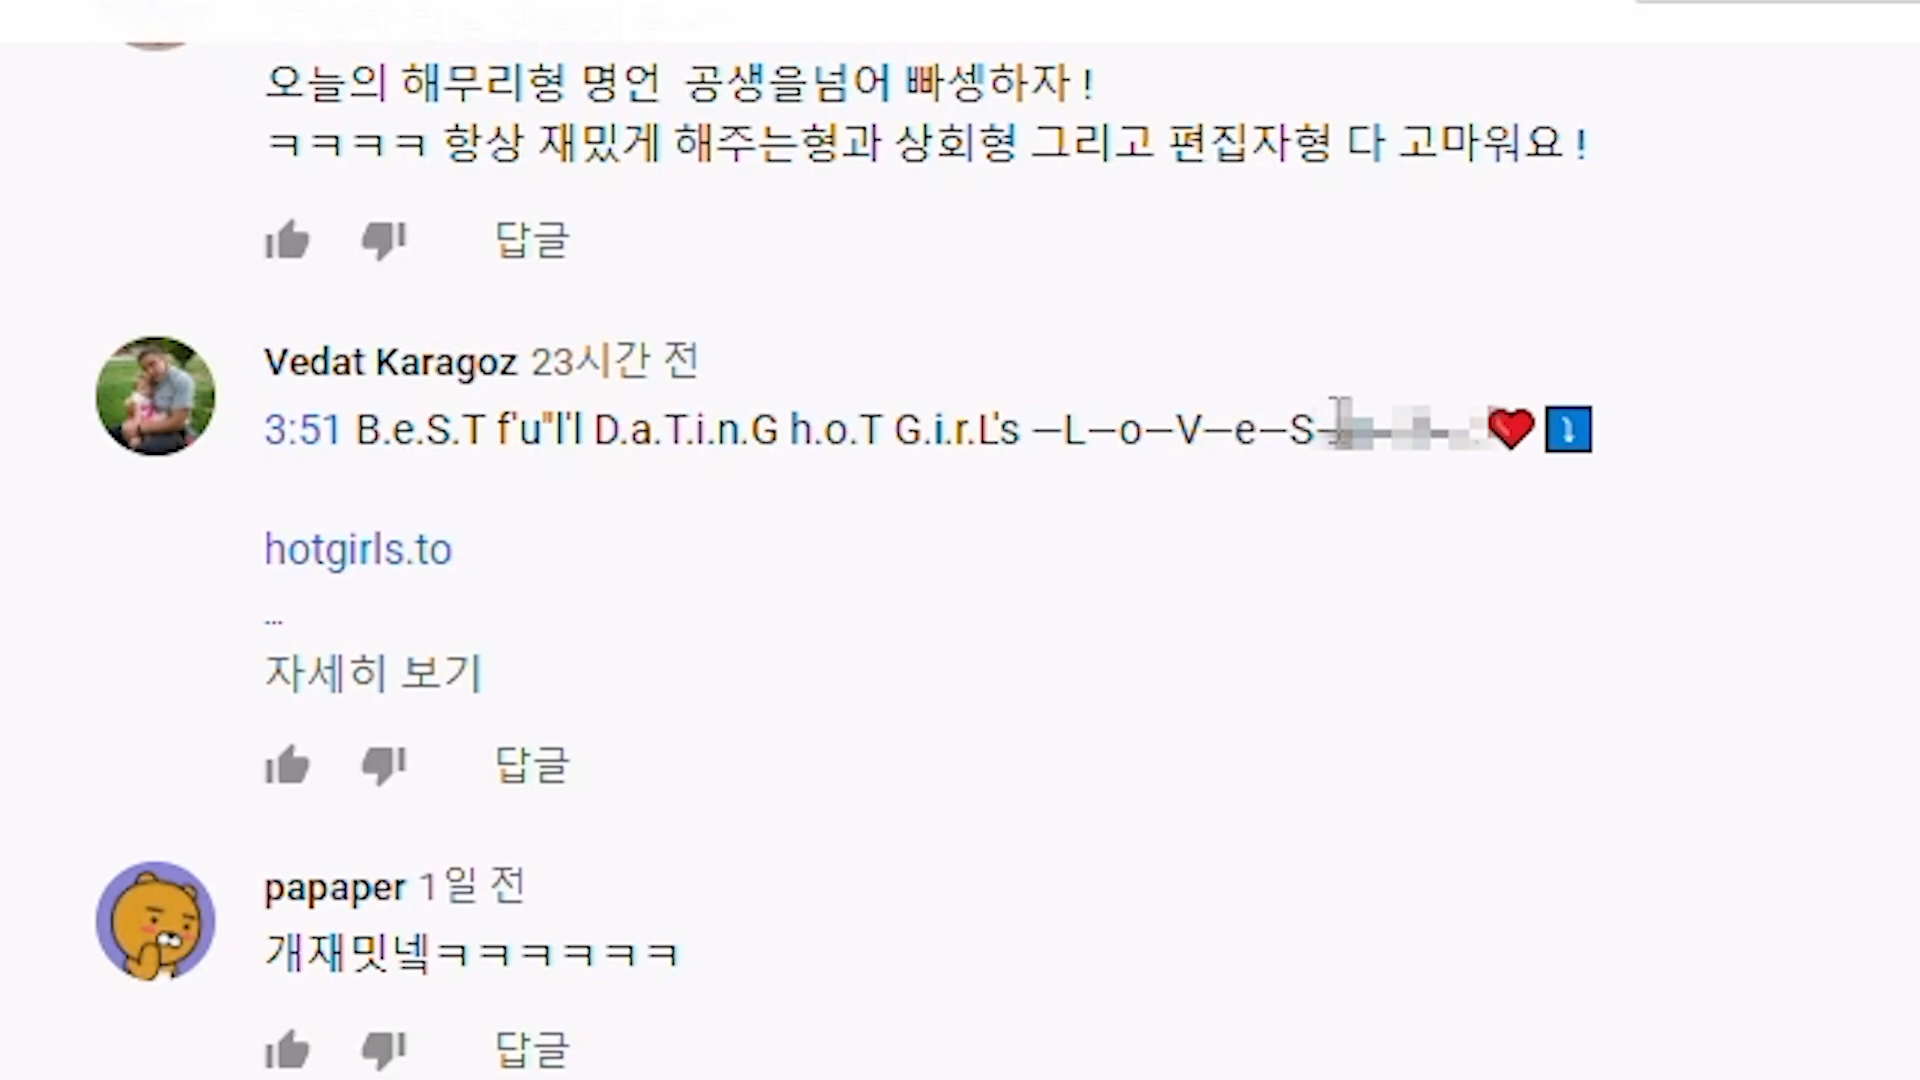 오늘의 해무리형 명언 공생을넘어 빠셍하자 !
ㅋㅋㅋㅋ 항상 재밌게 해주는형과 상회형 그리고 편집자형 다 고마워요 !
답글
Vedat Karagoz 23시간 전
3:51 B.e.S.T f'u"l'l D.a.T.i.n.G h.o.T G.i.r.L's —L—o—V—e—S—
hotgirls.to
...
자세히 보기
답글
papaper 1일 전
개재밋넼ㅋㅋㅋㅋㅋㅋ
답글